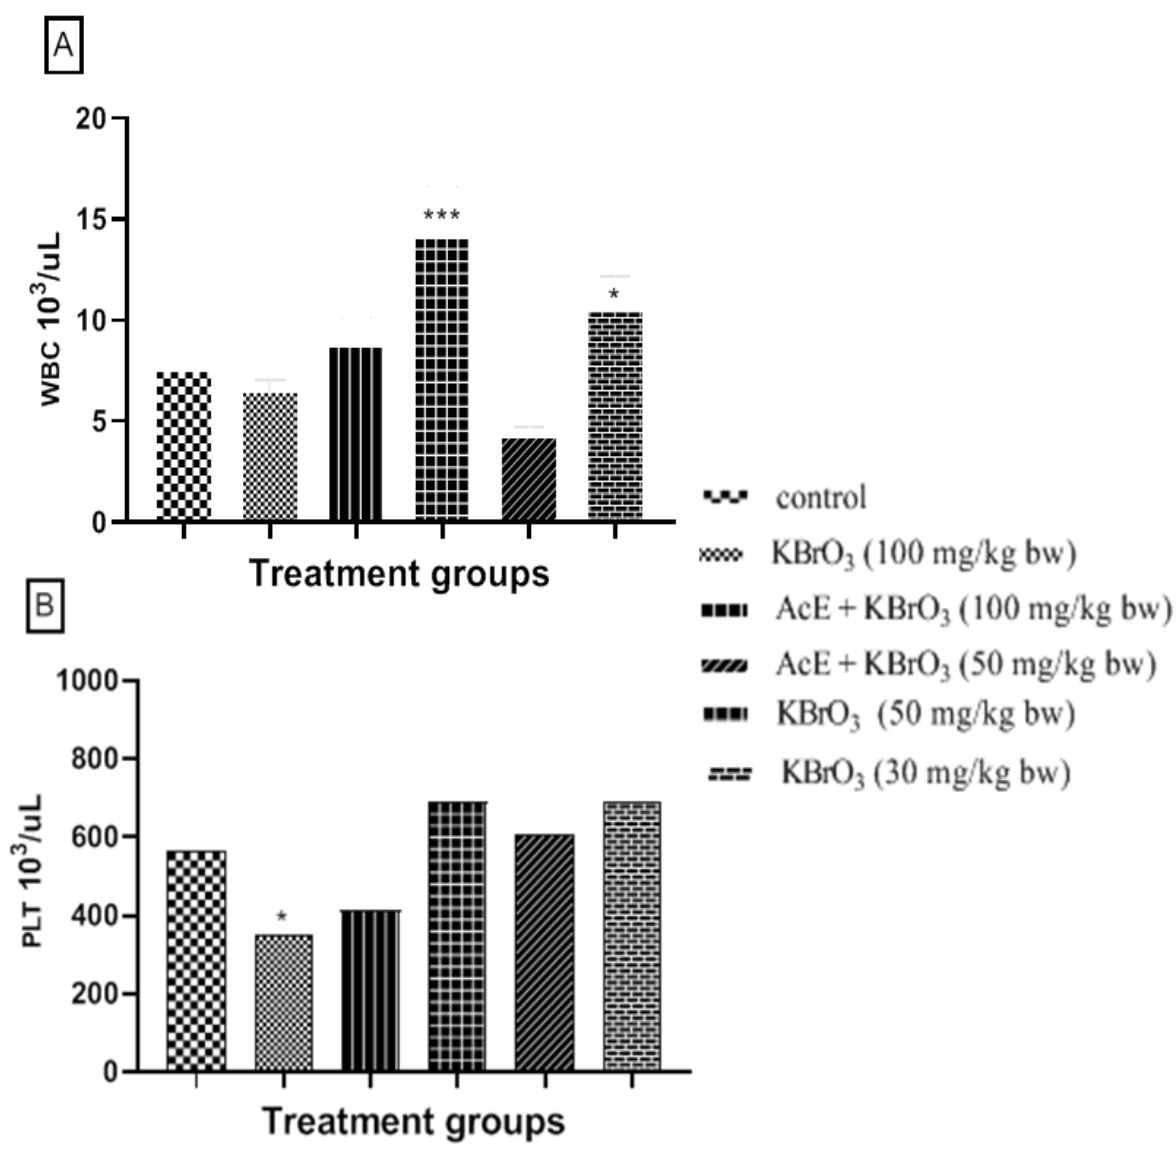 A
20
15
10
5
0
WBC 10³/uL
***
*
Treatment groups
control
KBrO₃ (100 mg/kg bw)
AcE + KBrO₃ (100 mg/kg bw)
AcE + KBrO₃ (50 mg/kg bw)
KBrO₃ (50 mg/kg bw)
KBrO₃ (30 mg/kg bw)
B
1000
800
600
400
200
0
PLT 10³/uL
*
Treatment groups